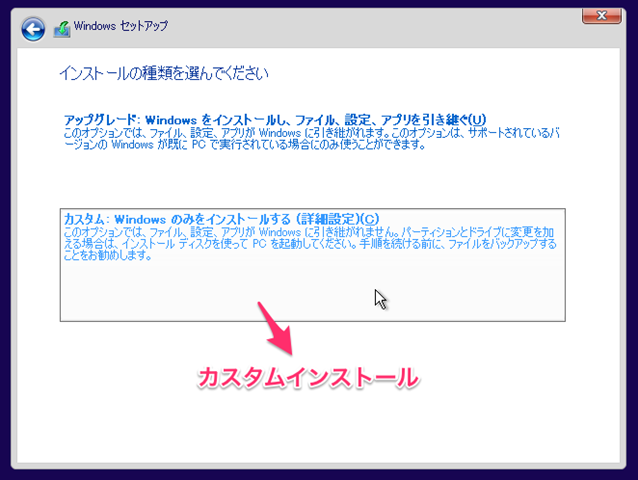 Windows セットアップ
インストールの種類を選んでください
アップグレード: Windows をインストールし、ファイル、設定、アプリを引き継ぐ(U)
このオプションでは、ファイル、設定、アプリが Windows に引き継がれます。このオプションは、サポートされているバ
ージョンの Windows が既に PC で実行されている場合にのみ使うことができます。
カスタム: Windows のみをインストールする (詳細設定)(C)
このオプションでは、ファイル、設定、アプリが Windows に引き継がれません。パーティションとドライブに変更を加
える場合は、インストール ディスクを使って PC を起動してください。手順を続ける前に、ファイルをバックアップする
ことをお勧めします。
カスタムインストール